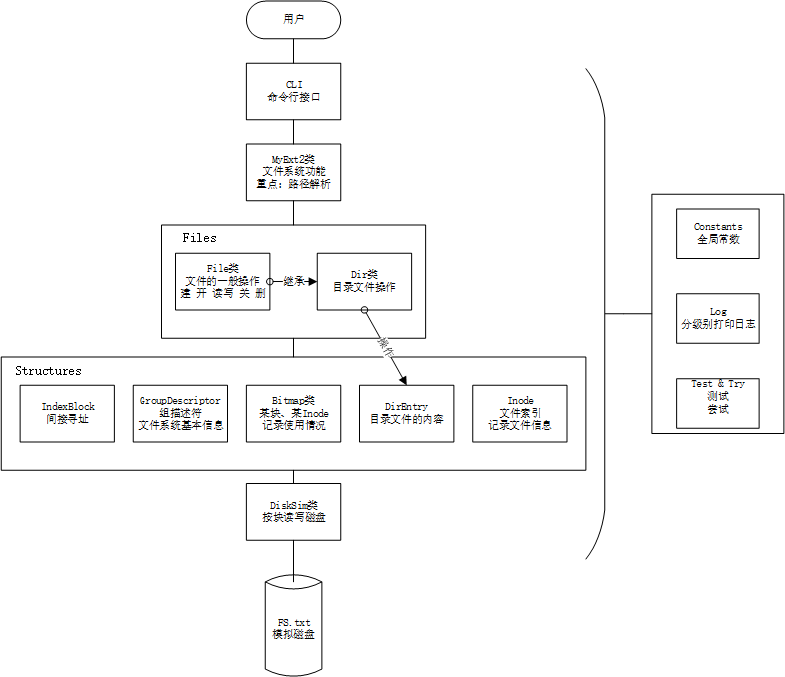 用户
CLI
命令行接口
MyExt2类
文件系统功能
重点：路径解析
Files
File类
文件的一般操作
建 开 读写 关 删
继承
Dir类
目录文件操作
操作
Structures
IndexBlock
间接寻址
GroupDescriptor
组描述符
文件系统基本信息
Bitmap类
某块、某Inode
记录使用情况
DirEntry
目录文件的内容
Inode
文件索引
记录文件信息
DiskSim类
按块读写磁盘
FS.txt
模拟磁盘
Constants
全局常数
Log
分级别打印日志
Test & Try
测试
尝试